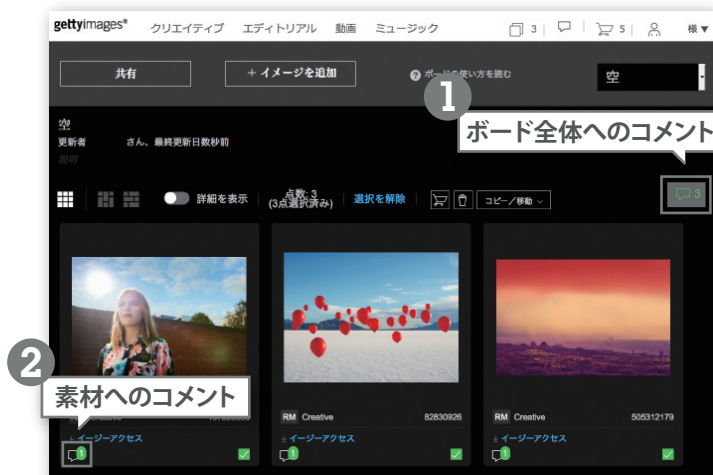 gettyimages® クリエイティブ エディトリアル 動画 ミュージック 3 5 様▼
共有 + イメージを追加 ? ボードの使い方を読む 空
1
ボード全体へのコメント
空
更新者 さん、最終更新日数秒前
説明
詳細を表示 点数: 3 選択を解除 コピー/移動 3
(3点選択済み)
2
素材へのコメント
RM Creative 82830926 RM Creative 505312179
イージーアクセス イージーアクセス イージーアクセス
1 1 1